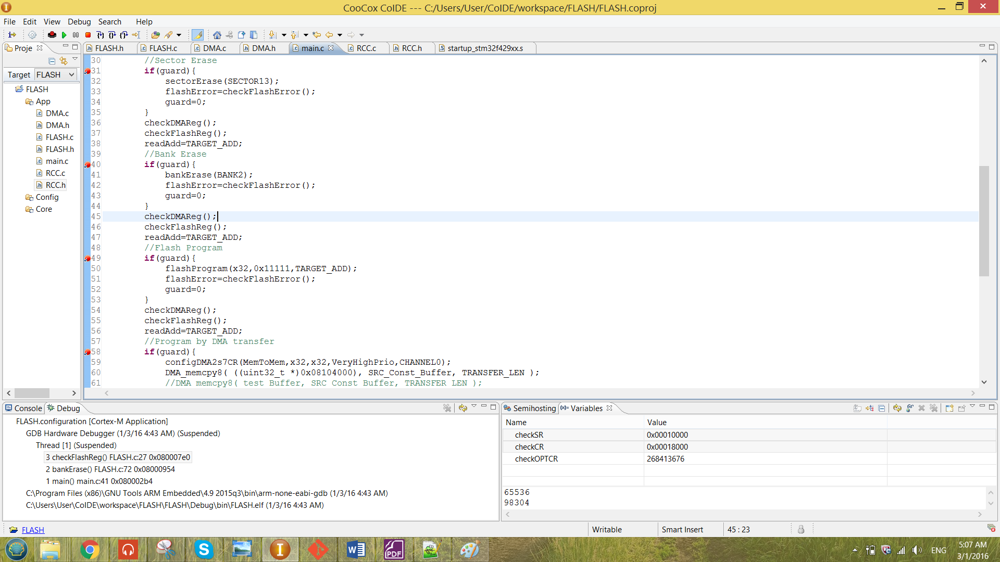 CooCox CoIDE --- C:/Users/User/CoIDE/workspace/FLASH/FLASH.coproj
File Edit View Debug Search Help
Proje
FLASH.h FLASH.c DMA.c DMA.h main.c RCC.c RCC.h startup_stm32f429xx.s
Target FLASH
FLASH
App
DMA.c
DMA.h
FLASH.c
FLASH.h
main.c
RCC.c
RCC.h
Config
Core
30 //Sector Erase
31 if(guard){
32 sectorErase(SECTOR13);
33 flashError=checkFlashError();
34 guard=0;
35 }
36 checkDMAReg();
37 checkFlashReg();
38 readAdd=TARGET_ADD;
39 //Bank Erase
40 if(guard){
41 bankErase(BANK2);
42 flashError=checkFlashError();
43 guard=0;
44 }
45 checkDMAReg();
46 checkFlashReg();
47 readAdd=TARGET_ADD;
48 //Flash Program
49 if(guard){
50 flashProgram(x32,0x11111,TARGET_ADD);
51 flashError=checkFlashError();
52 guard=0;
53 }
54 checkDMAReg();
55 checkFlashReg();
56 readAdd=TARGET_ADD;
57 //Program by DMA transfer
58 if(guard){
59 configDMA2s7CR(MemToMem,x32,x32,VeryHighPrio,CHANNEL0);
60 DMA_memcpy8( ((uint32_t *)0x08104000), SRC_Const_Buffer, TRANSFER_LEN );
61 //DMA_memcpy8( test_Buffer, SRC_Const_Buffer, TRANSFER_LEN );
Console Debug
FLASH.configuration [Cortex-M Application]
GDB Hardware Debugger (1/3/16 4:43 AM) (Suspended)
Thread [1] (Suspended)
3 checkFlashReg() FLASH.c:27 0x080007e0
2 bankErase() FLASH.c:72 0x08000954
1 main() main.c:41 0x080002b4
C:\Program Files (x86)\GNU Tools ARM Embedded\4.9 2015q3\bin\arm-none-eabi-gdb (1/3/16 4:43 AM)
C:\Users\User\CoIDE\workspace\FLASH\FLASH\Debug\bin\FLASH.elf (1/3/16 4:43 AM)
Semihosting Variables
Name Value
checkSR 0x00010000
checkCR 0x00018000
checkOPTCR 268413676
65536
98304
FLASH
Writable Smart Insert 45 : 23
ENG
5:07 AM
3/1/2016